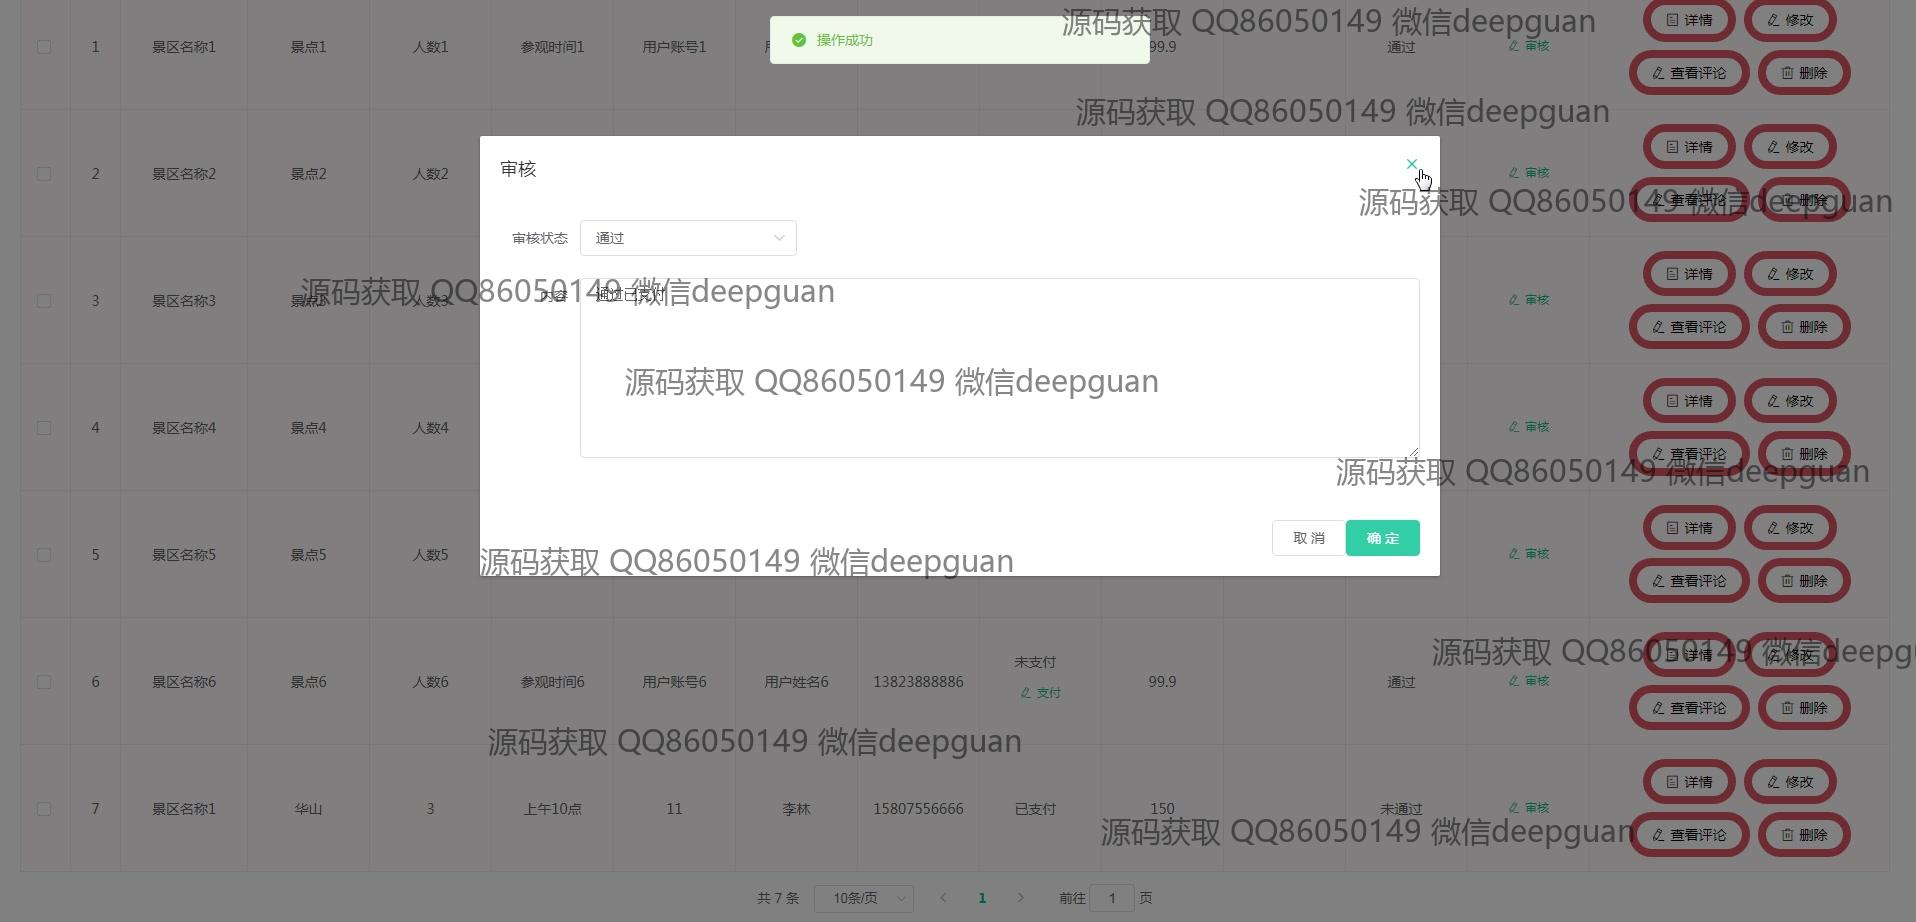 操作成功
源码获取 QQ86050149 微信deepguan
1 景区名称1 景点1 人数1 参观时间1 用户账号1 99.9 通过 审核 详情 修改
查看评论 删除
源码获取 QQ86050149 微信deepguan
2 景区名称2 景点2 人数2 审核 详情 修改
查看评论 删除
源码获取 QQ86050149 微信deepguan
审核
审核状态 通过
内容 通过已支付
源码获取 QQ86050149 微信deepguan
3 景区名称3 景点3 人数3 审核 详情 修改
查看评论 删除
源码获取 QQ86050149 微信deepguan
4 景区名称4 景点4 人数4 审核 详情 修改
查看评论 删除
源码获取 QQ86050149 微信deepguan
取消 确定
5 景区名称5 景点5 人数5 审核 详情 修改
查看评论 删除
源码获取 QQ86050149 微信deepguan
源码获取 QQ86050149 微信deepg
6 景区名称6 景点6 人数6 参观时间6 用户账号6 用户姓名6 13823888886 未支付 支付 99.9 通过 审核 详情 修改
查看评论 删除
源码获取 QQ86050149 微信deepguan
7 景区名称1 华山 3 上午10点 11 李林 15807556666 已支付 150 未通过 审核 详情 修改
查看评论 删除
源码获取 QQ86050149 微信deepguan
共 7 条 10条/页 1 前往 1 页